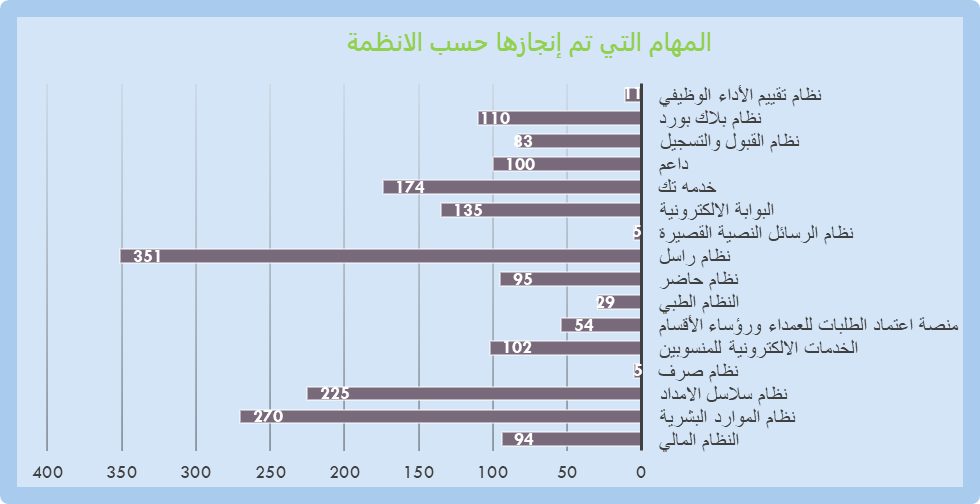 المهام التي تم إنجازها حسب الانظمة
نظام تقييم الأداء الوظيفي 11
نظام بلاك بورد 110
نظام القبول والتسجيل 83
داعم 100
خدمه تك 174
البوابة الالكترونية 135
نظام الرسائل النصية القصيرة 5
نظام راسل 351
نظام حاضر 95
النظام الطبي 29
منصة اعتماد الطلبات للعمداء ورؤساء الأقسام 54
الخدمات الالكترونية للمنسوبين 102
نظام صرف 5
نظام سلاسل الامداد 225
نظام الموارد البشرية 270
النظام المالي 94
0 50 100 150 200 250 300 350 400